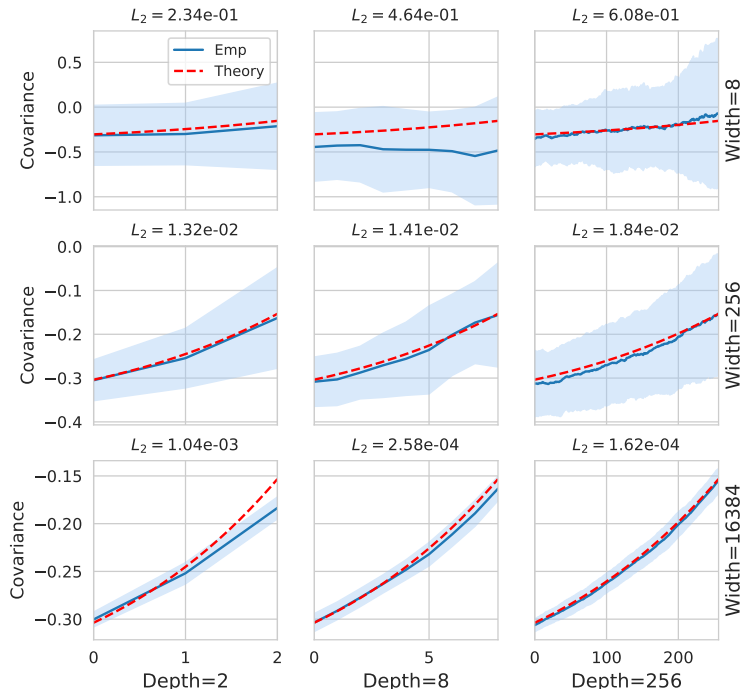 L₂ = 2.34e-01 L₂ = 4.64e-01 L₂ = 6.08e-01
Emp
Theory
0.5
0.0
−0.5
−1.0
Covariance
Width=8
L₂ = 1.32e-02 L₂ = 1.41e-02 L₂ = 1.84e-02
0.0
−0.1
−0.2
−0.3
−0.4
Covariance
Width=256
L₂ = 1.04e-03 L₂ = 2.58e-04 L₂ = 1.62e-04
−0.15
−0.20
−0.25
−0.30
Covariance
Width=16384
0 1 2 0 5 0 100 200
Depth=2 Depth=8 Depth=256